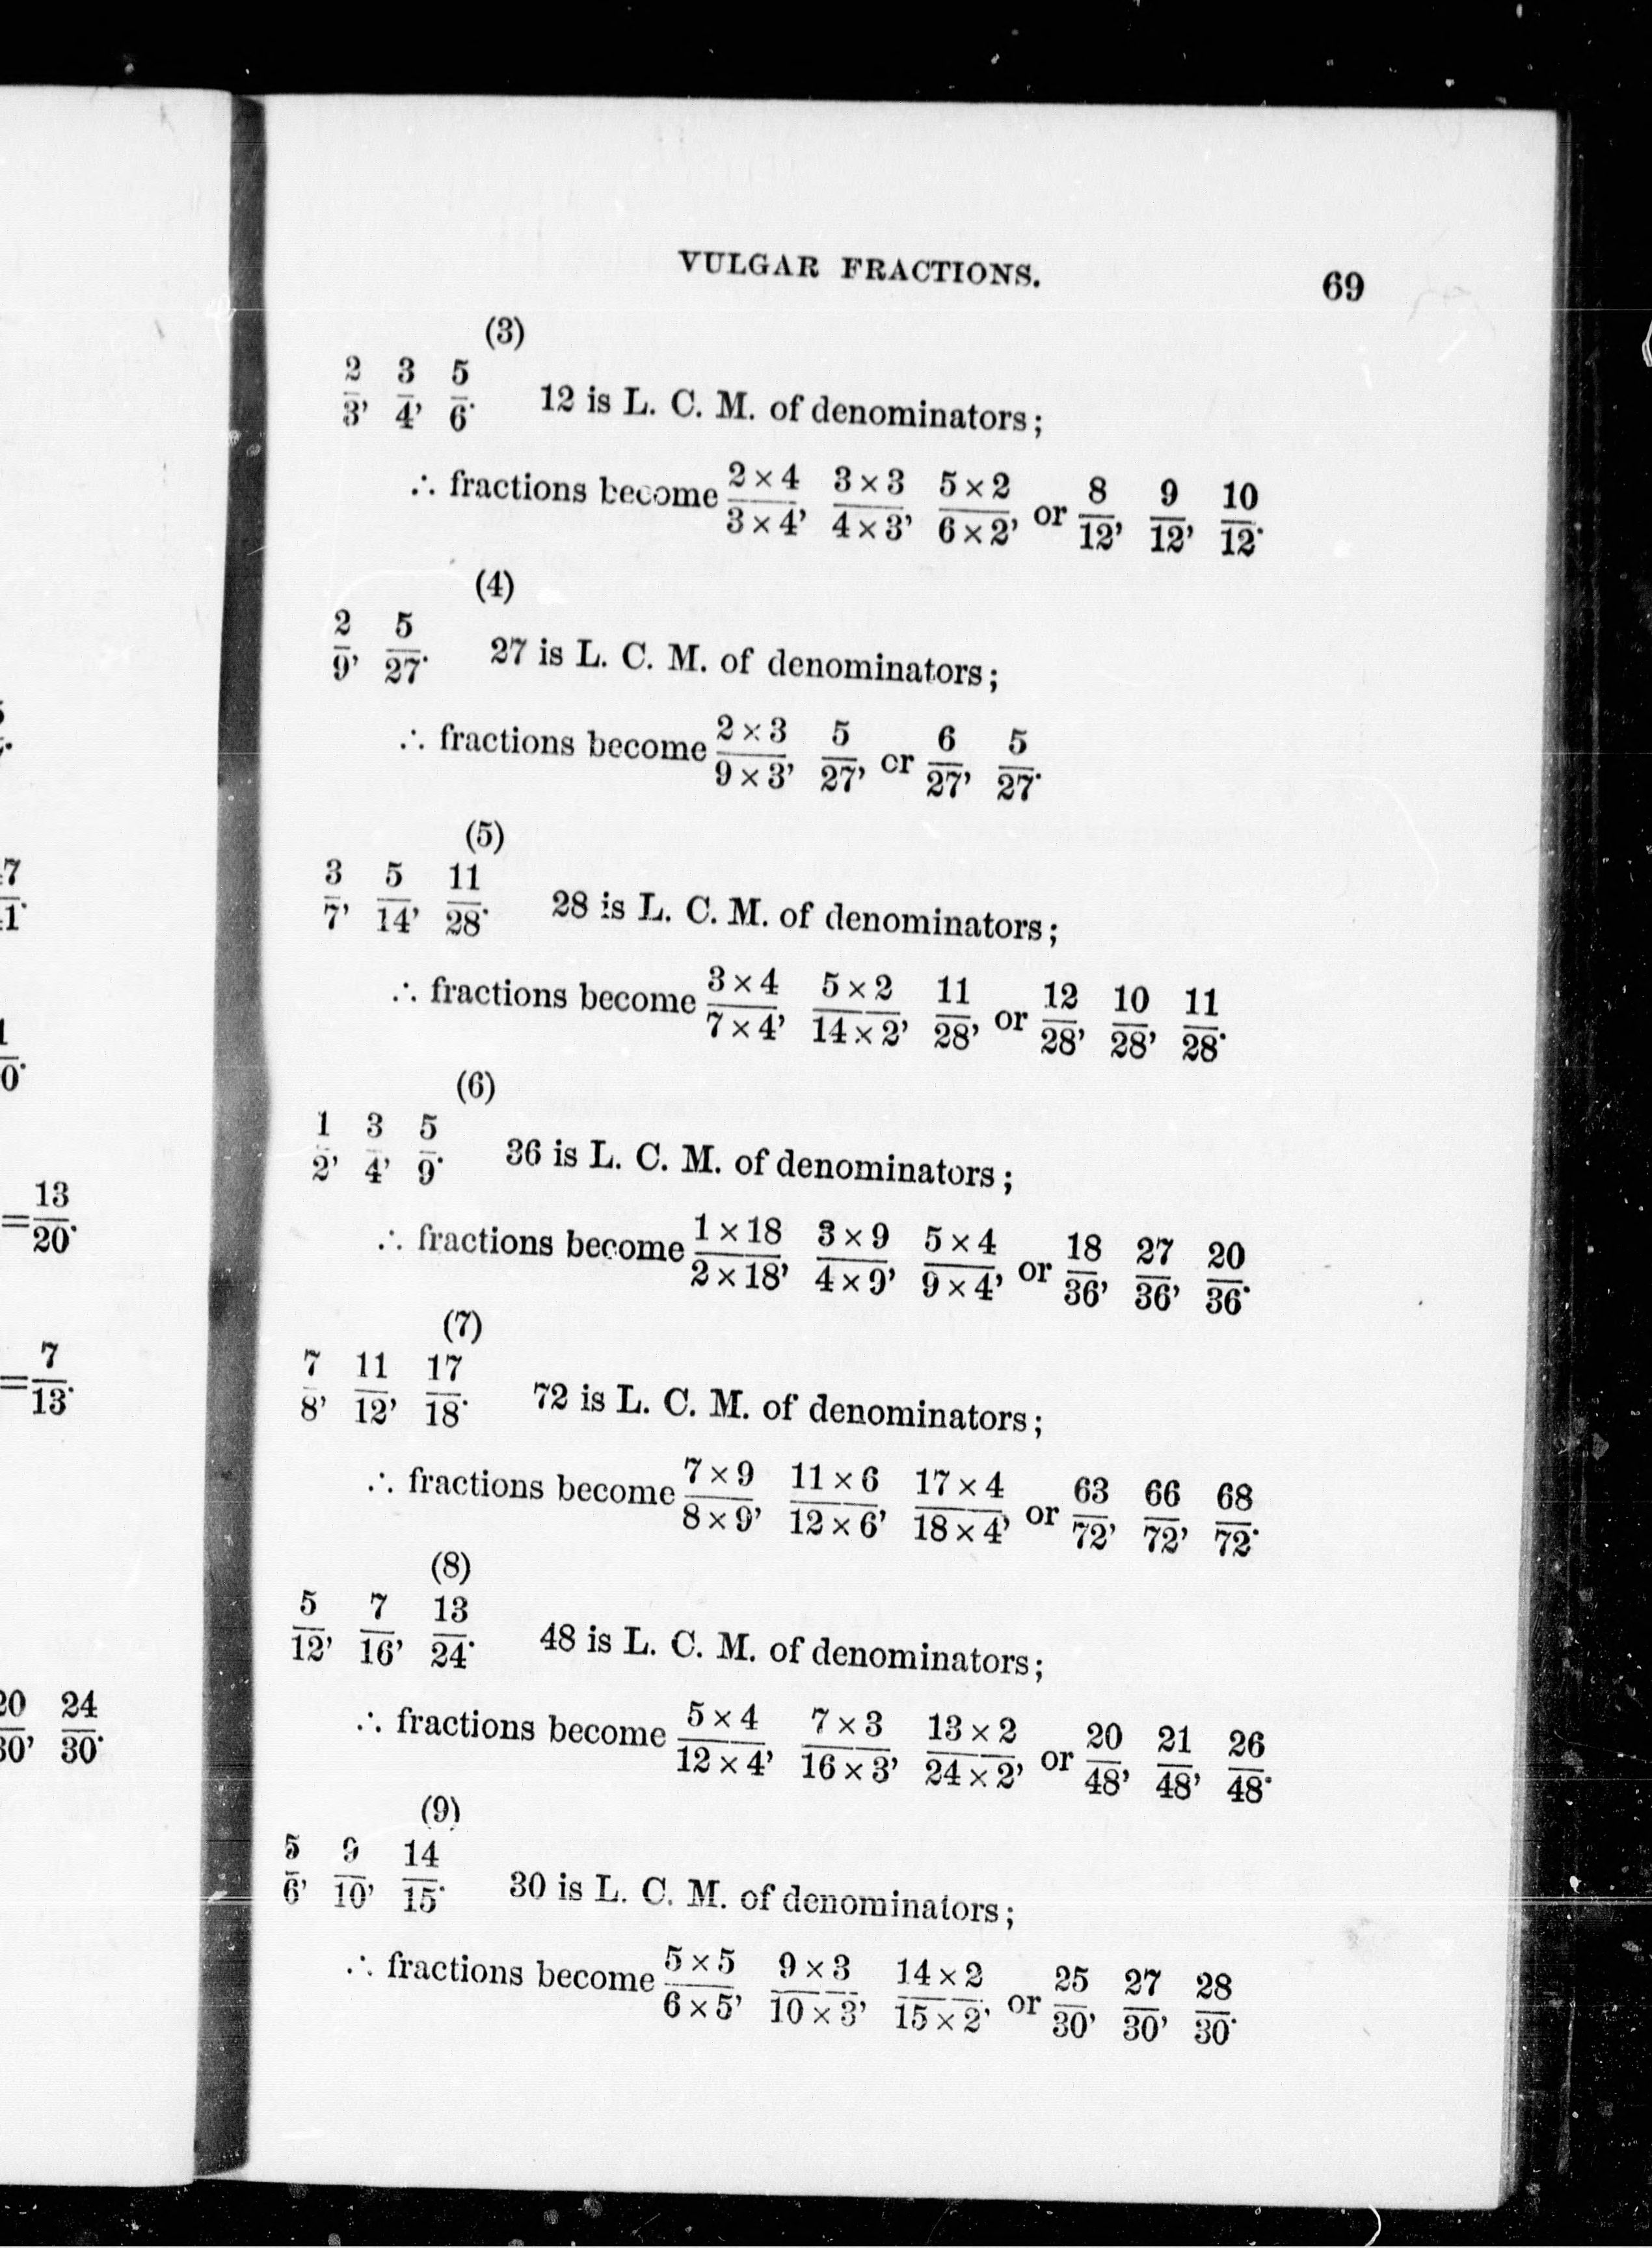 VULGAR FRACTIONS. 69
(3)
2/3, 3/4, 5/6. 12 is L. C. M. of denominators;
∴ fractions become 2×4/3×4, 3×3/4×3, 5×2/6×2, or 8/12, 9/12, 10/12.
(4)
2/9, 5/27. 27 is L. C. M. of denominators;
∴ fractions become 2×3/9×3, 5/27, or 6/27, 5/27.
(5)
3/7, 5/14, 11/28. 28 is L. C. M. of denominators;
∴ fractions become 3×4/7×4, 5×2/14×2, 11/28, or 12/28, 10/28, 11/28.
(6)
1/2, 3/4, 5/9. 36 is L. C. M. of denominators;
∴ fractions become 1×18/2×18, 3×9/4×9, 5×4/9×4, or 18/36, 27/36, 20/36.
(7)
7/8, 11/12, 17/18. 72 is L. C. M. of denominators;
∴ fractions become 7×9/8×9, 11×6/12×6, 17×4/18×4, or 63/72, 66/72, 68/72.
(8)
5/12, 7/16, 13/24. 48 is L. C. M. of denominators;
∴ fractions become 5×4/12×4, 7×3/16×3, 13×2/24×2, or 20/48, 21/48, 26/48.
(9)
5/6, 9/10, 14/15. 30 is L. C. M. of denominators;
∴ fractions become 5×5/6×5, 9×3/10×3, 14×2/15×2, or 25/30, 27/30, 28/30.
=13/20.
=7/13.
24/30.